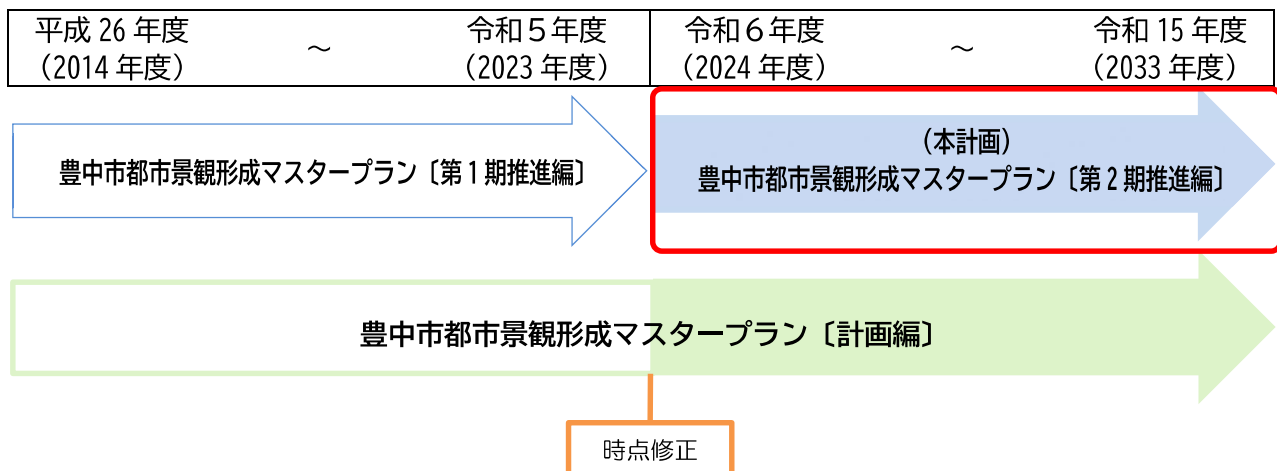 平成 26 年度 ～ 令和５年度 令和６年度 ～ 令和 15 年度
（2014 年度） （2023 年度） （2024 年度） （2033 年度）
豊中市都市景観形成マスタープラン〔第１期推進編〕
（本計画）
豊中市都市景観形成マスタープラン〔第２期推進編〕
豊中市都市景観形成マスタープラン〔計画編〕
時点修正